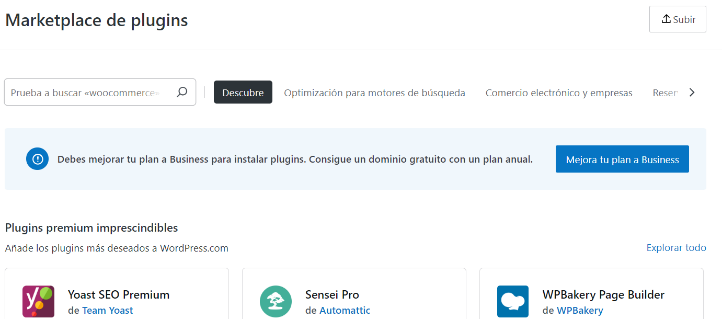 Marketplace de plugins
Subir
Prueba a buscar «woocommerce»
Descubre
Optimización para motores de búsqueda
Comercio electrónico y empresas
Reser
Debes mejorar tu plan a Business para instalar plugins. Consigue un dominio gratuito con un plan anual.
Mejora tu plan a Business
Plugins premium imprescindibles
Añade los plugins más deseados a WordPress.com
Explorar todo
Yoast SEO Premium
de Team Yoast
Sensei Pro
de Automattic
WPBakery Page Builder
de WPBakery